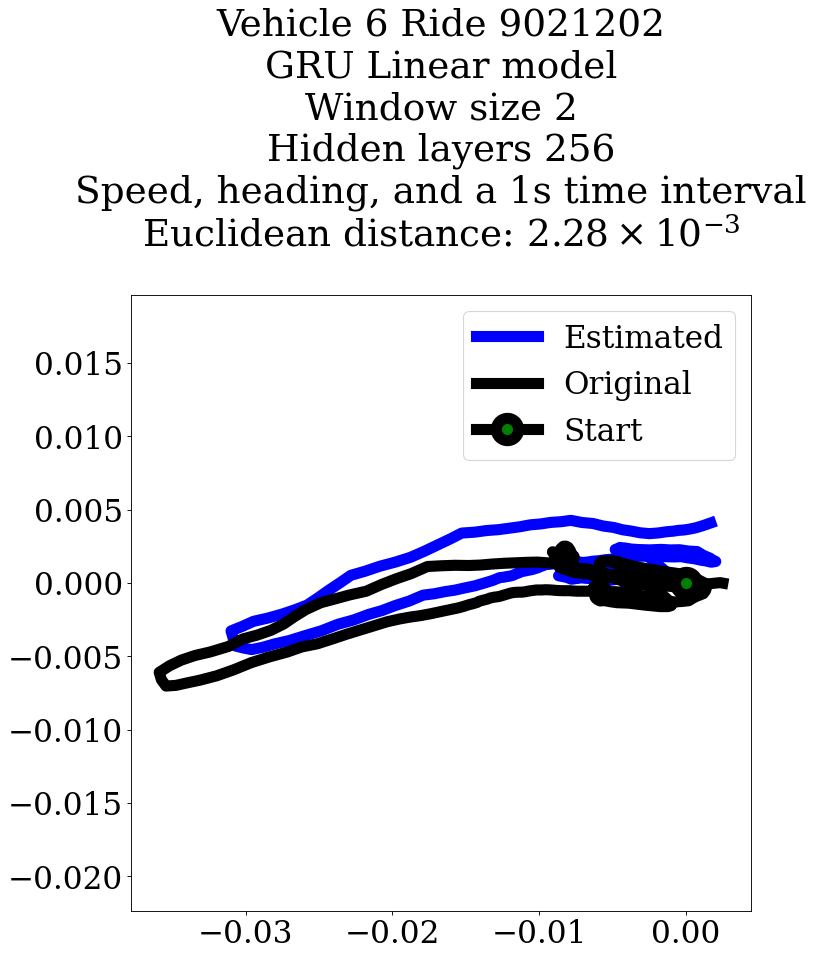 Vehicle 6 Ride 9021202
GRU Linear model
Window size 2
Hidden layers 256
Speed, heading, and a 1s time interval
Euclidean distance: 2.28 × 10⁻³
Estimated
Original
Start
0.015
0.010
0.005
0.000
−0.005
−0.010
−0.015
−0.020
−0.03 −0.02 −0.01 0.00